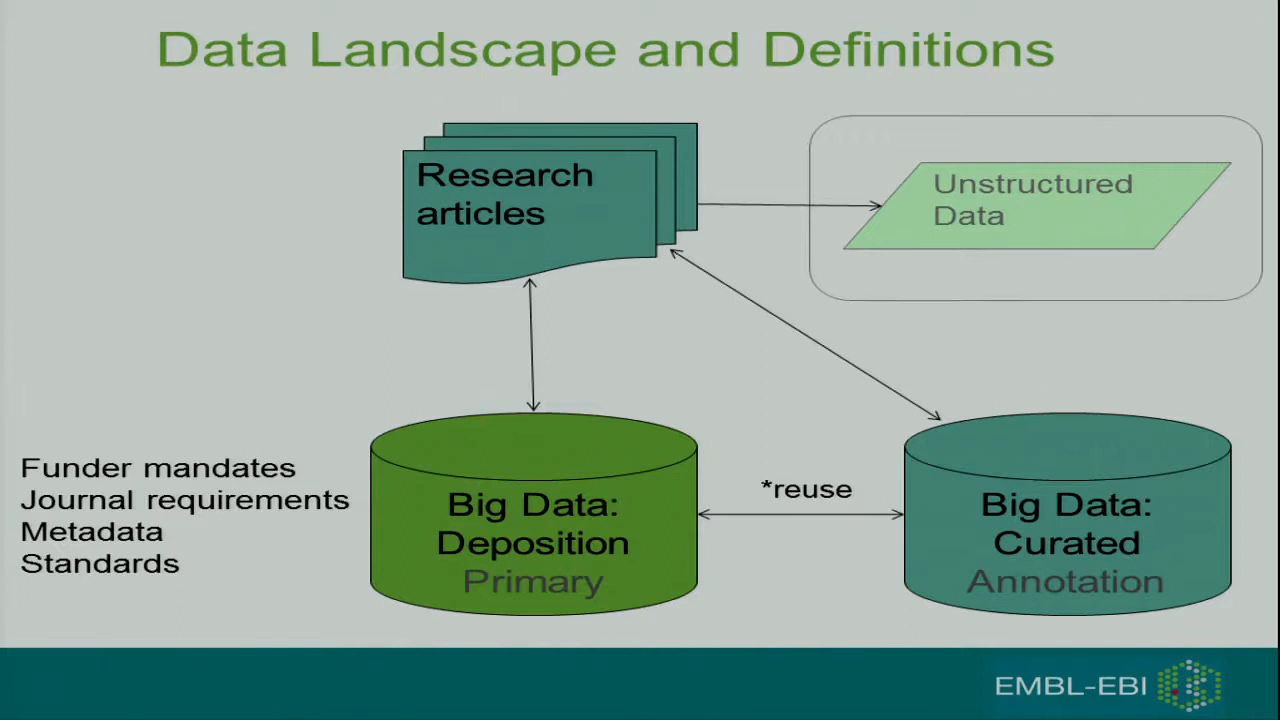 Data Landscape and Definitions
Research
articles
Unstructured
Data
Funder mandates
Journal requirements
Metadata
Standards
Big Data:
Deposition
Primary
*reuse
Big Data:
Curated
Annotation
EMBL-EBI